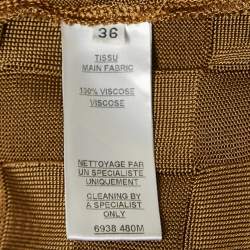 36
TISSU
MAIN FABRIC
100% VISCOSE
VISCOSE
NETTOYAGE PAR
UN SPECIALISTE
UNIQUEMENT
CLEANING BY
A SPECIALIST
ONLY
6938 480M